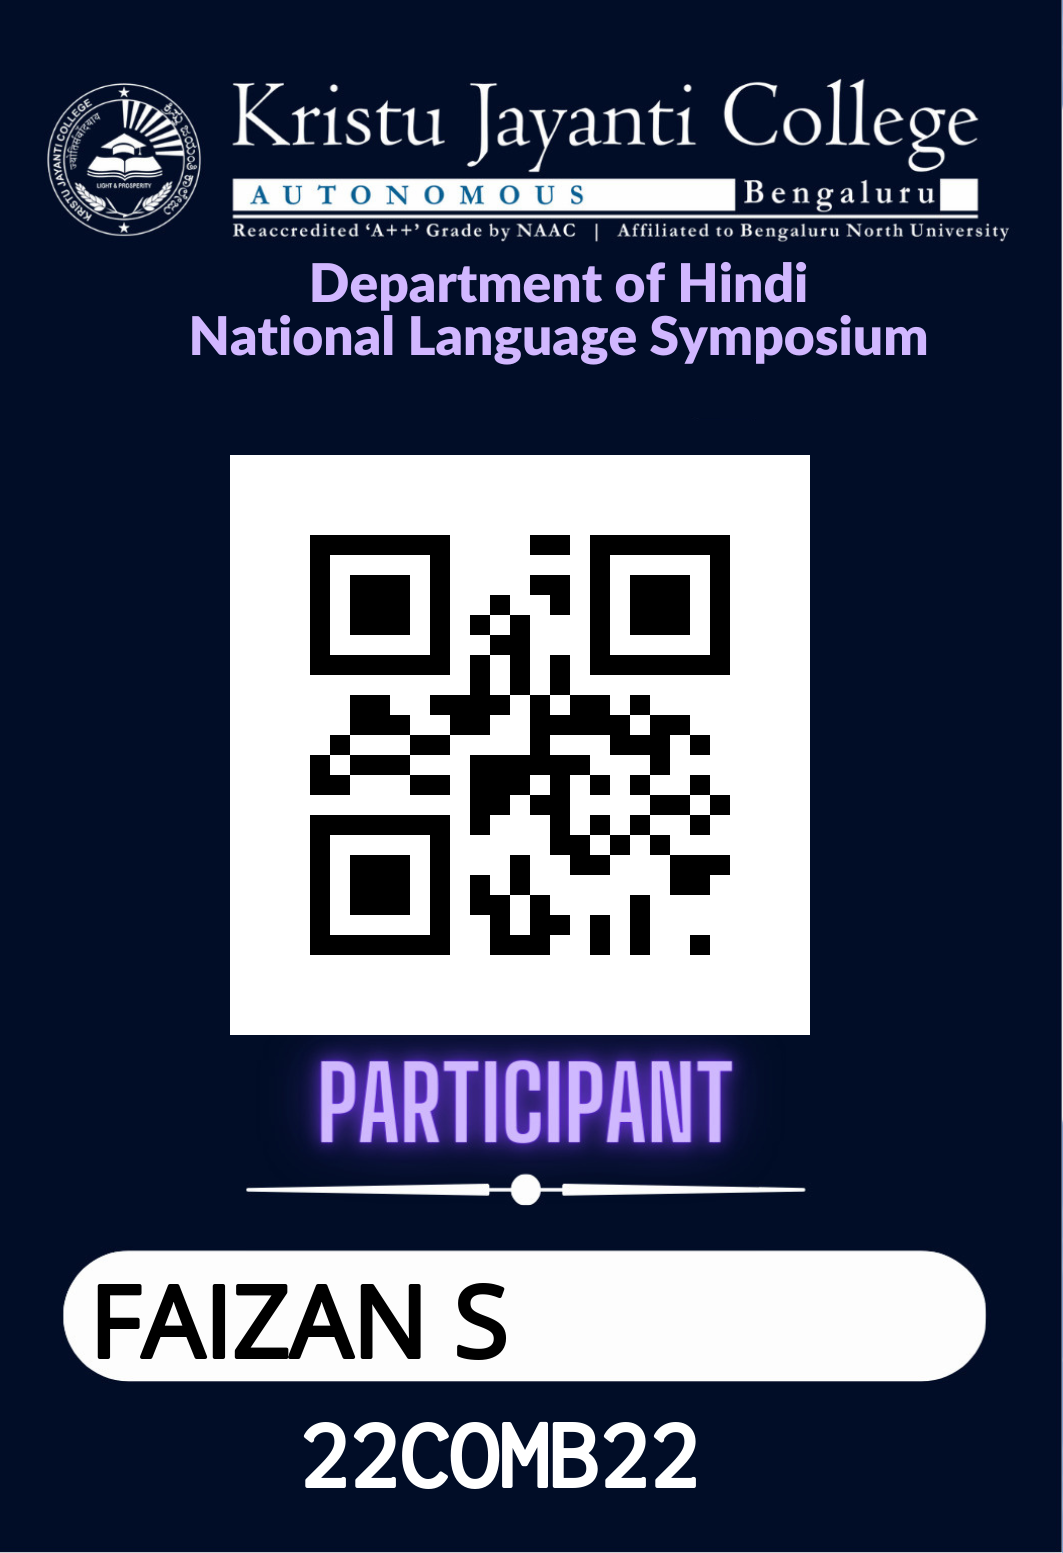 Kristu Jayanti College
AUTONOMOUS Bengaluru
Reaccredited ‘A++’ Grade by NAAC | Affiliated to Bengaluru North University
KRISTU JAYANTI COLLEGE
LIGHT & PROSPERITY
Department of Hindi
National Language Symposium
PARTICIPANT
FAIZAN S
22COMB22